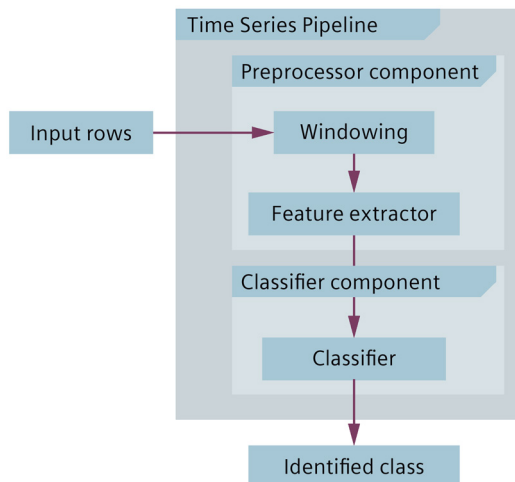 Time Series Pipeline
Preprocessor component
Input rows
Windowing
Feature extractor
Classifier component
Classifier
Identified class